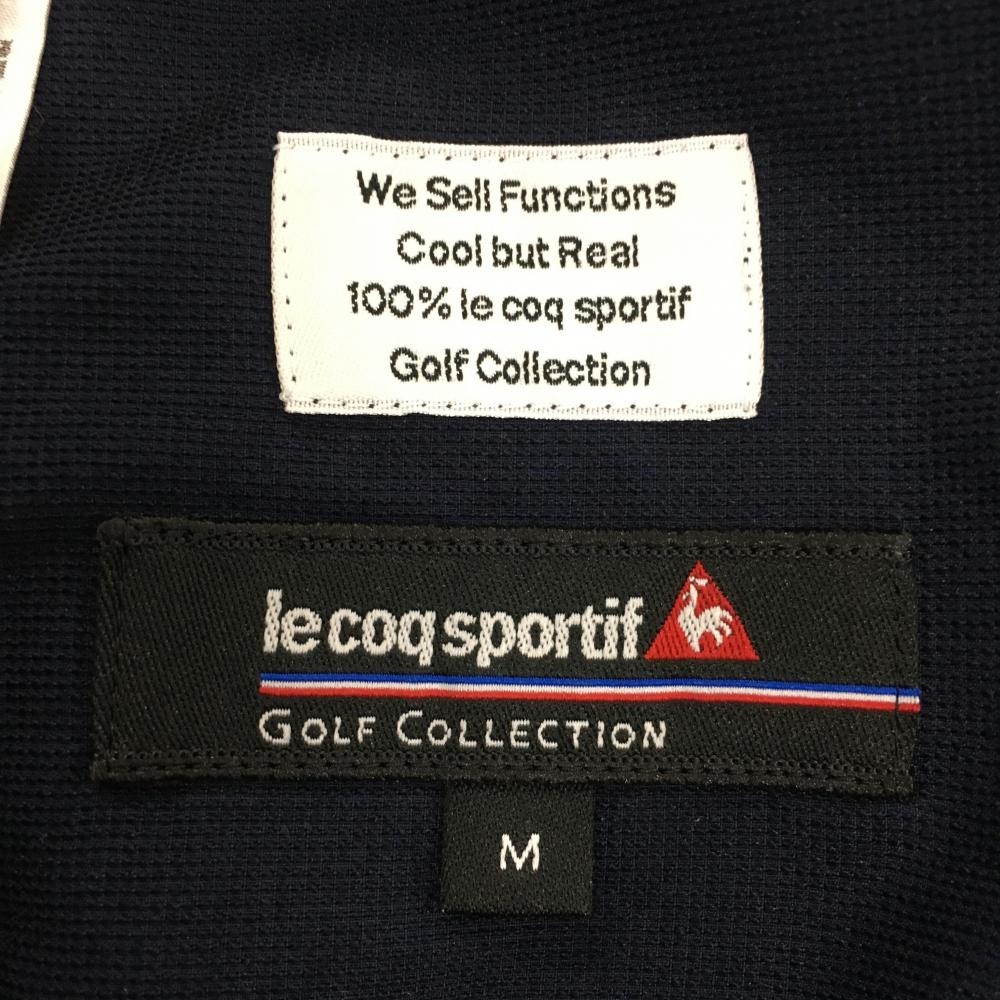 We Sell Functions
Cool but Real
100% le coq sportif
Golf Collection
le coq sportif
GOLF COLLECTION
M